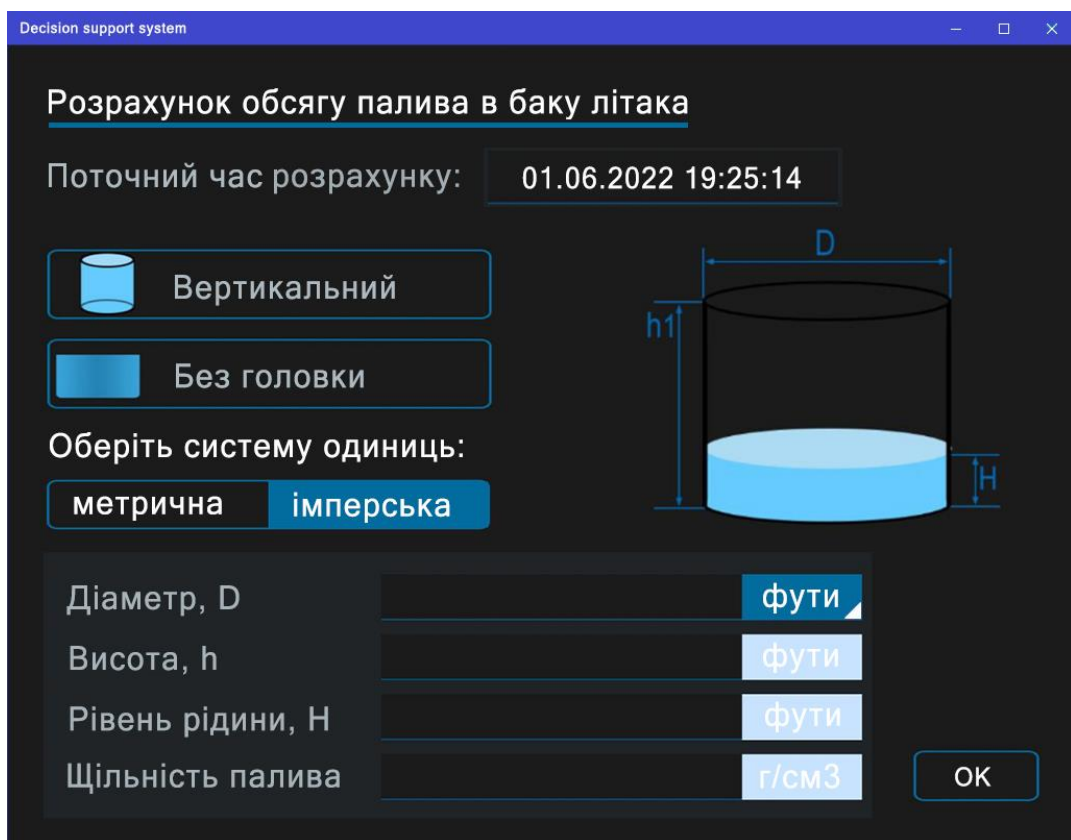 Decision support system
Розрахунок обсягу палива в баку літака
Поточний час розрахунку: 01.06.2022 19:25:14
D
Вертикальний
h1
Без головки
Оберіть систему одиниць:
H
метрична імперська
Діаметр, D фути
Висота, h фути
Рівень рідини, H фути
Щільність палива г/см3
OK